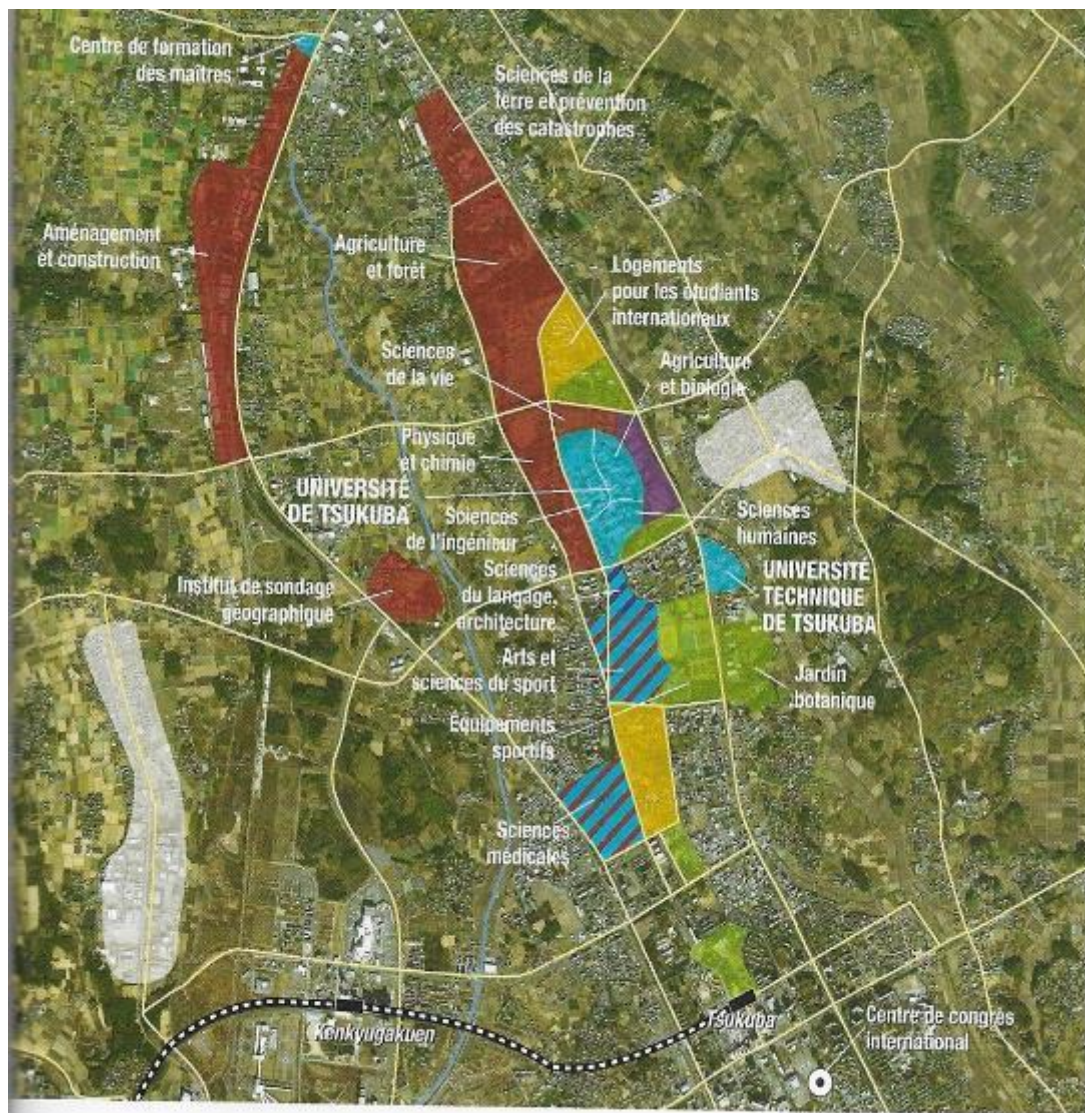 Centre de formation
des maîtres
Sciences de la
terre et prévention
des catastrophes
Aménagement
et construction
Agriculture
et forêt
Logements
pour les étudiants
internationaux
Sciences
de la vie
Agriculture
et biologie
Physique
et chimie
UNIVERSITÉ
DE TSUKUBA
Sciences
de l'ingénieur
Sciences
humaines
Institut de sondage
géographique
Sciences
du langage,
architecture
UNIVERSITÉ
TECHNIQUE
DE TSUKUBA
Arts et
sciences du sport
Jardin
botanique
Équipements
sportifs
Sciences
médicales
Kenkyugakuen
Tsukuba
Centre de congrès
international